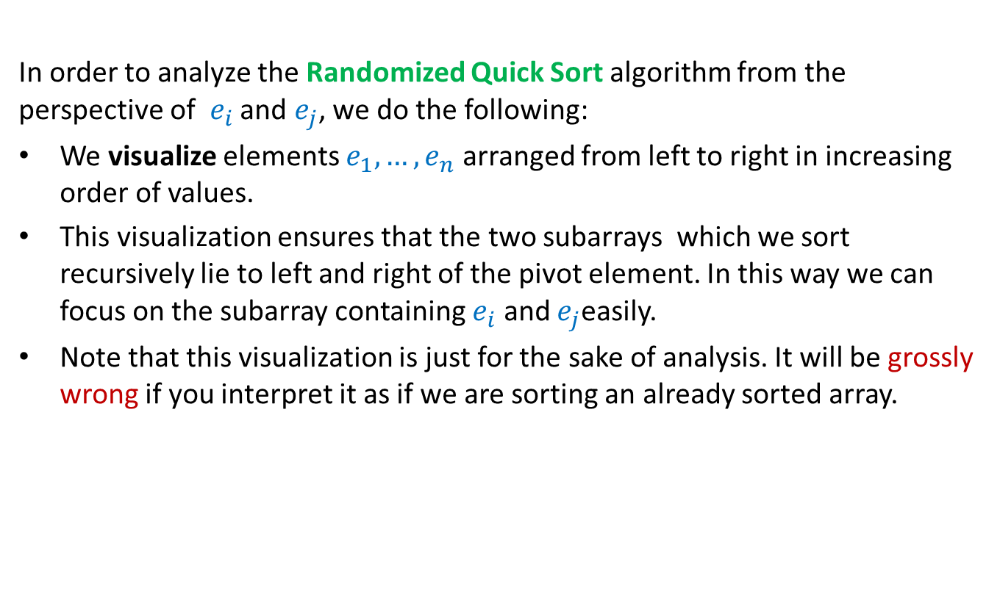 In order to analyze the Randomized Quick Sort algorithm from the
perspective of e_i and e_j, we do the following:
• We visualize elements e_1, … , e_n arranged from left to right in increasing
order of values.
• This visualization ensures that the two subarrays which we sort
recursively lie to left and right of the pivot element. In this way we can
focus on the subarray containing e_i and e_j easily.
• Note that this visualization is just for the sake of analysis. It will be grossly
wrong if you interpret it as if we are sorting an already sorted array.